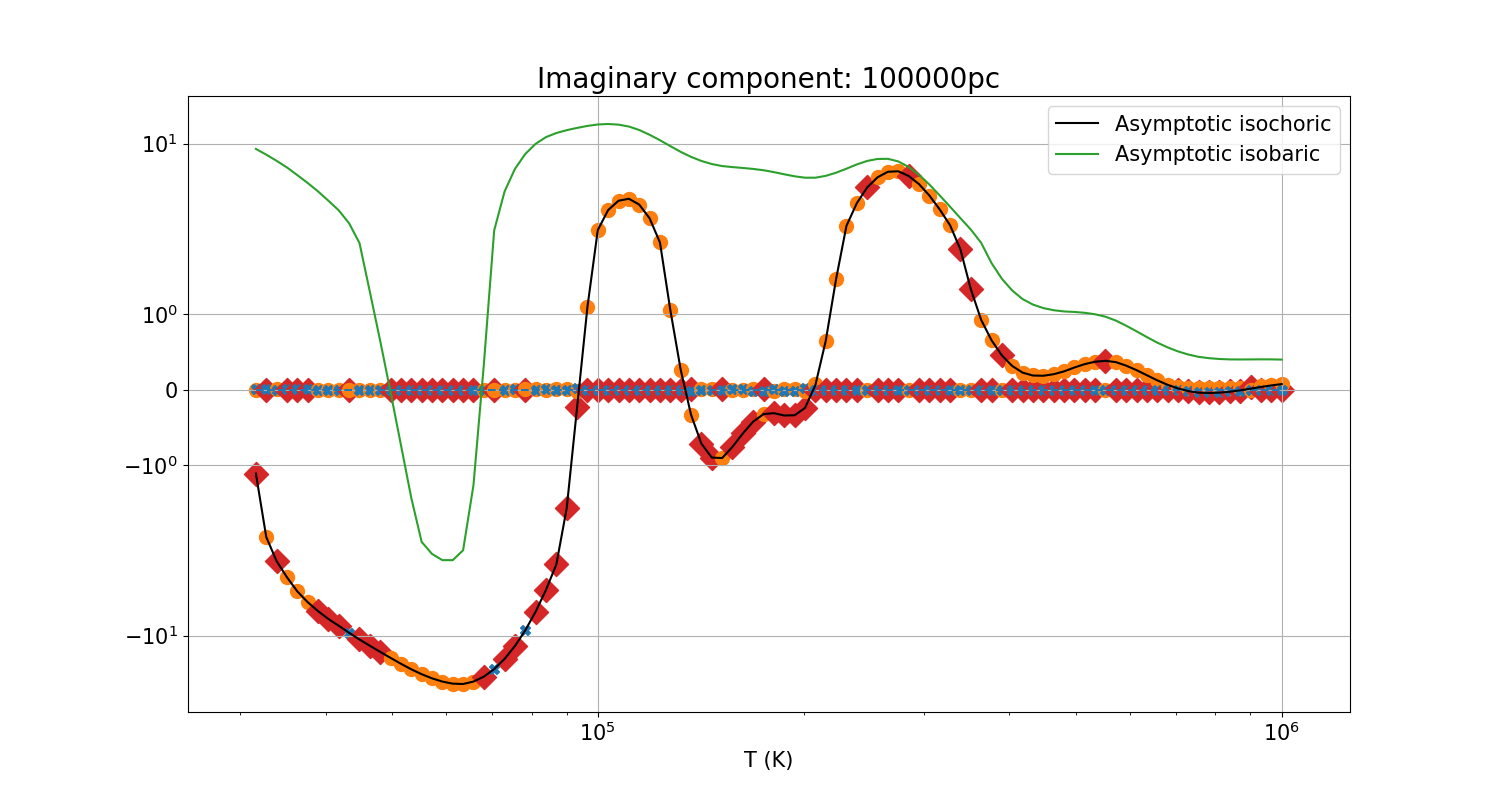 Imaginary component: 100000pc
Asymptotic isochoric
Asymptotic isobaric
10¹
10⁰
0
−10⁰
−10¹
10⁵
10⁶
T (K)